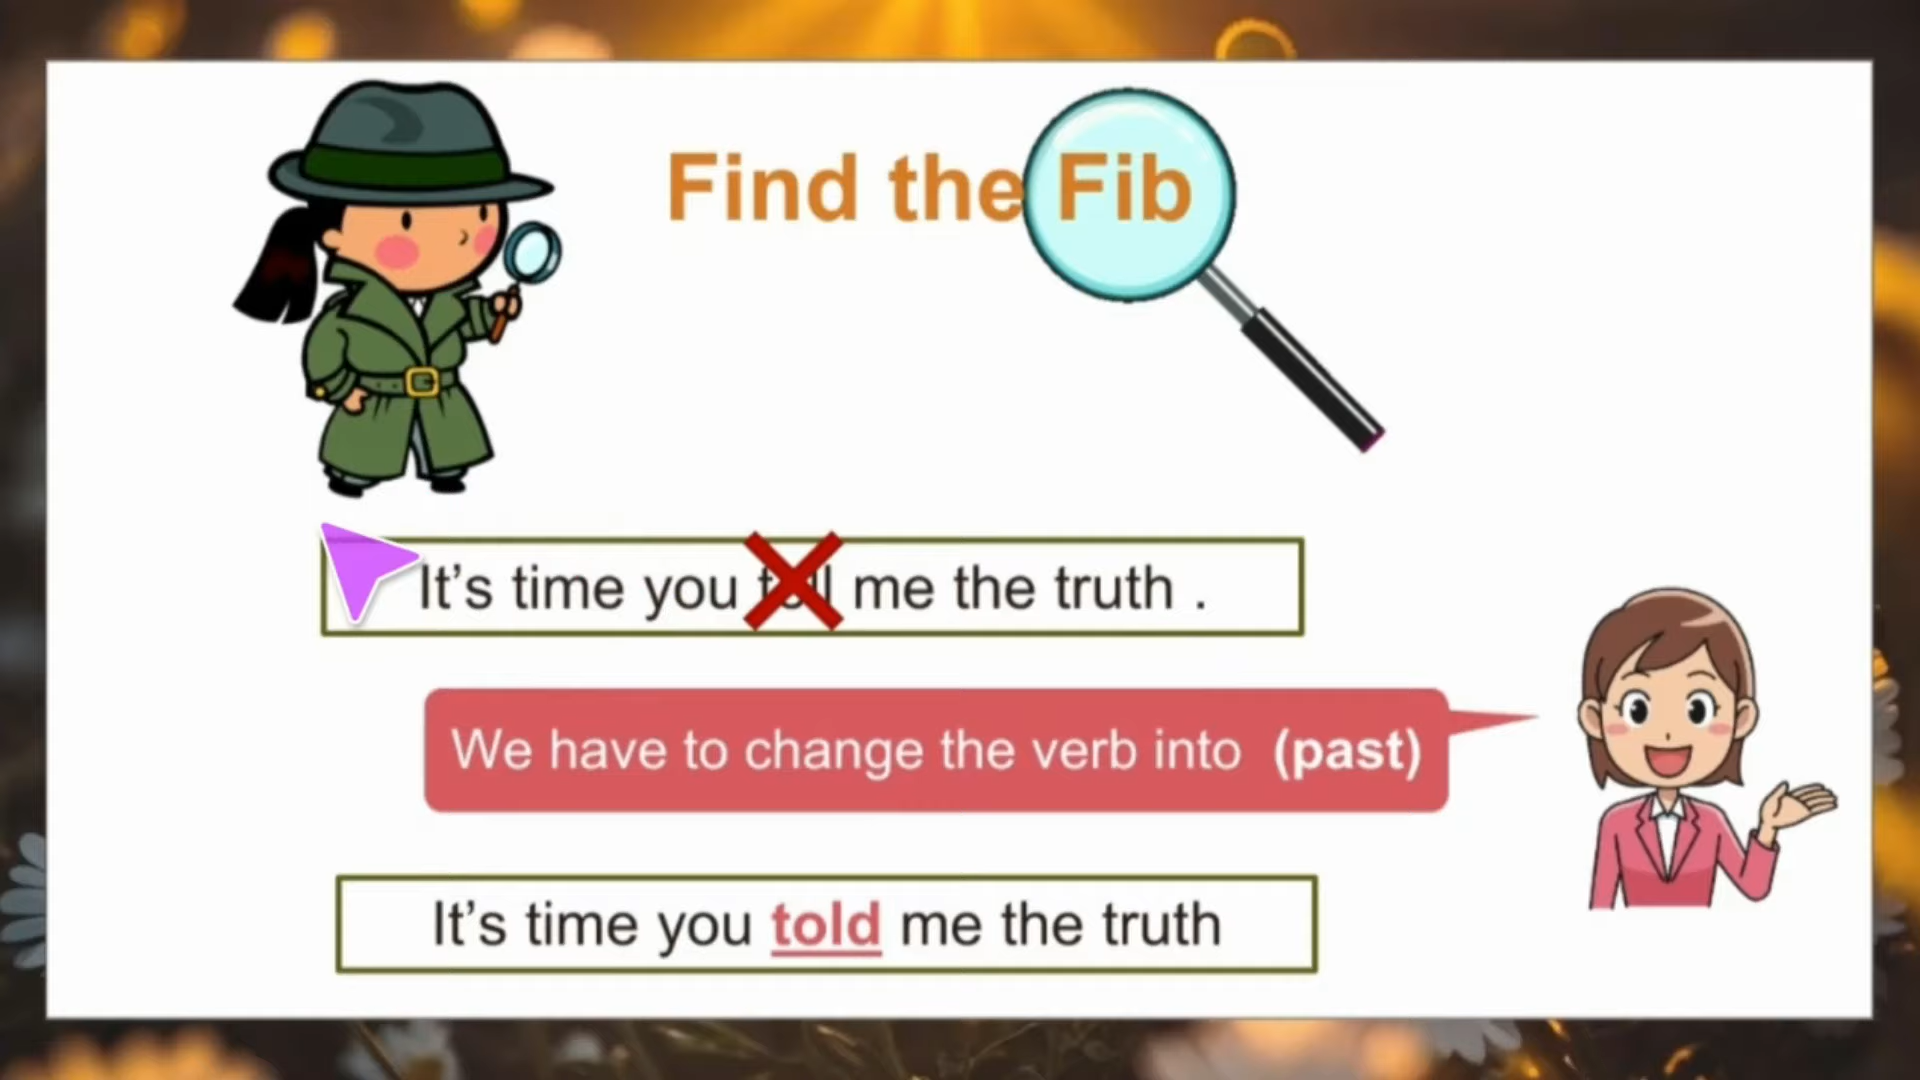 Find the Fib
It's time you tell me the truth .
We have to change the verb into (past)
It's time you told me the truth